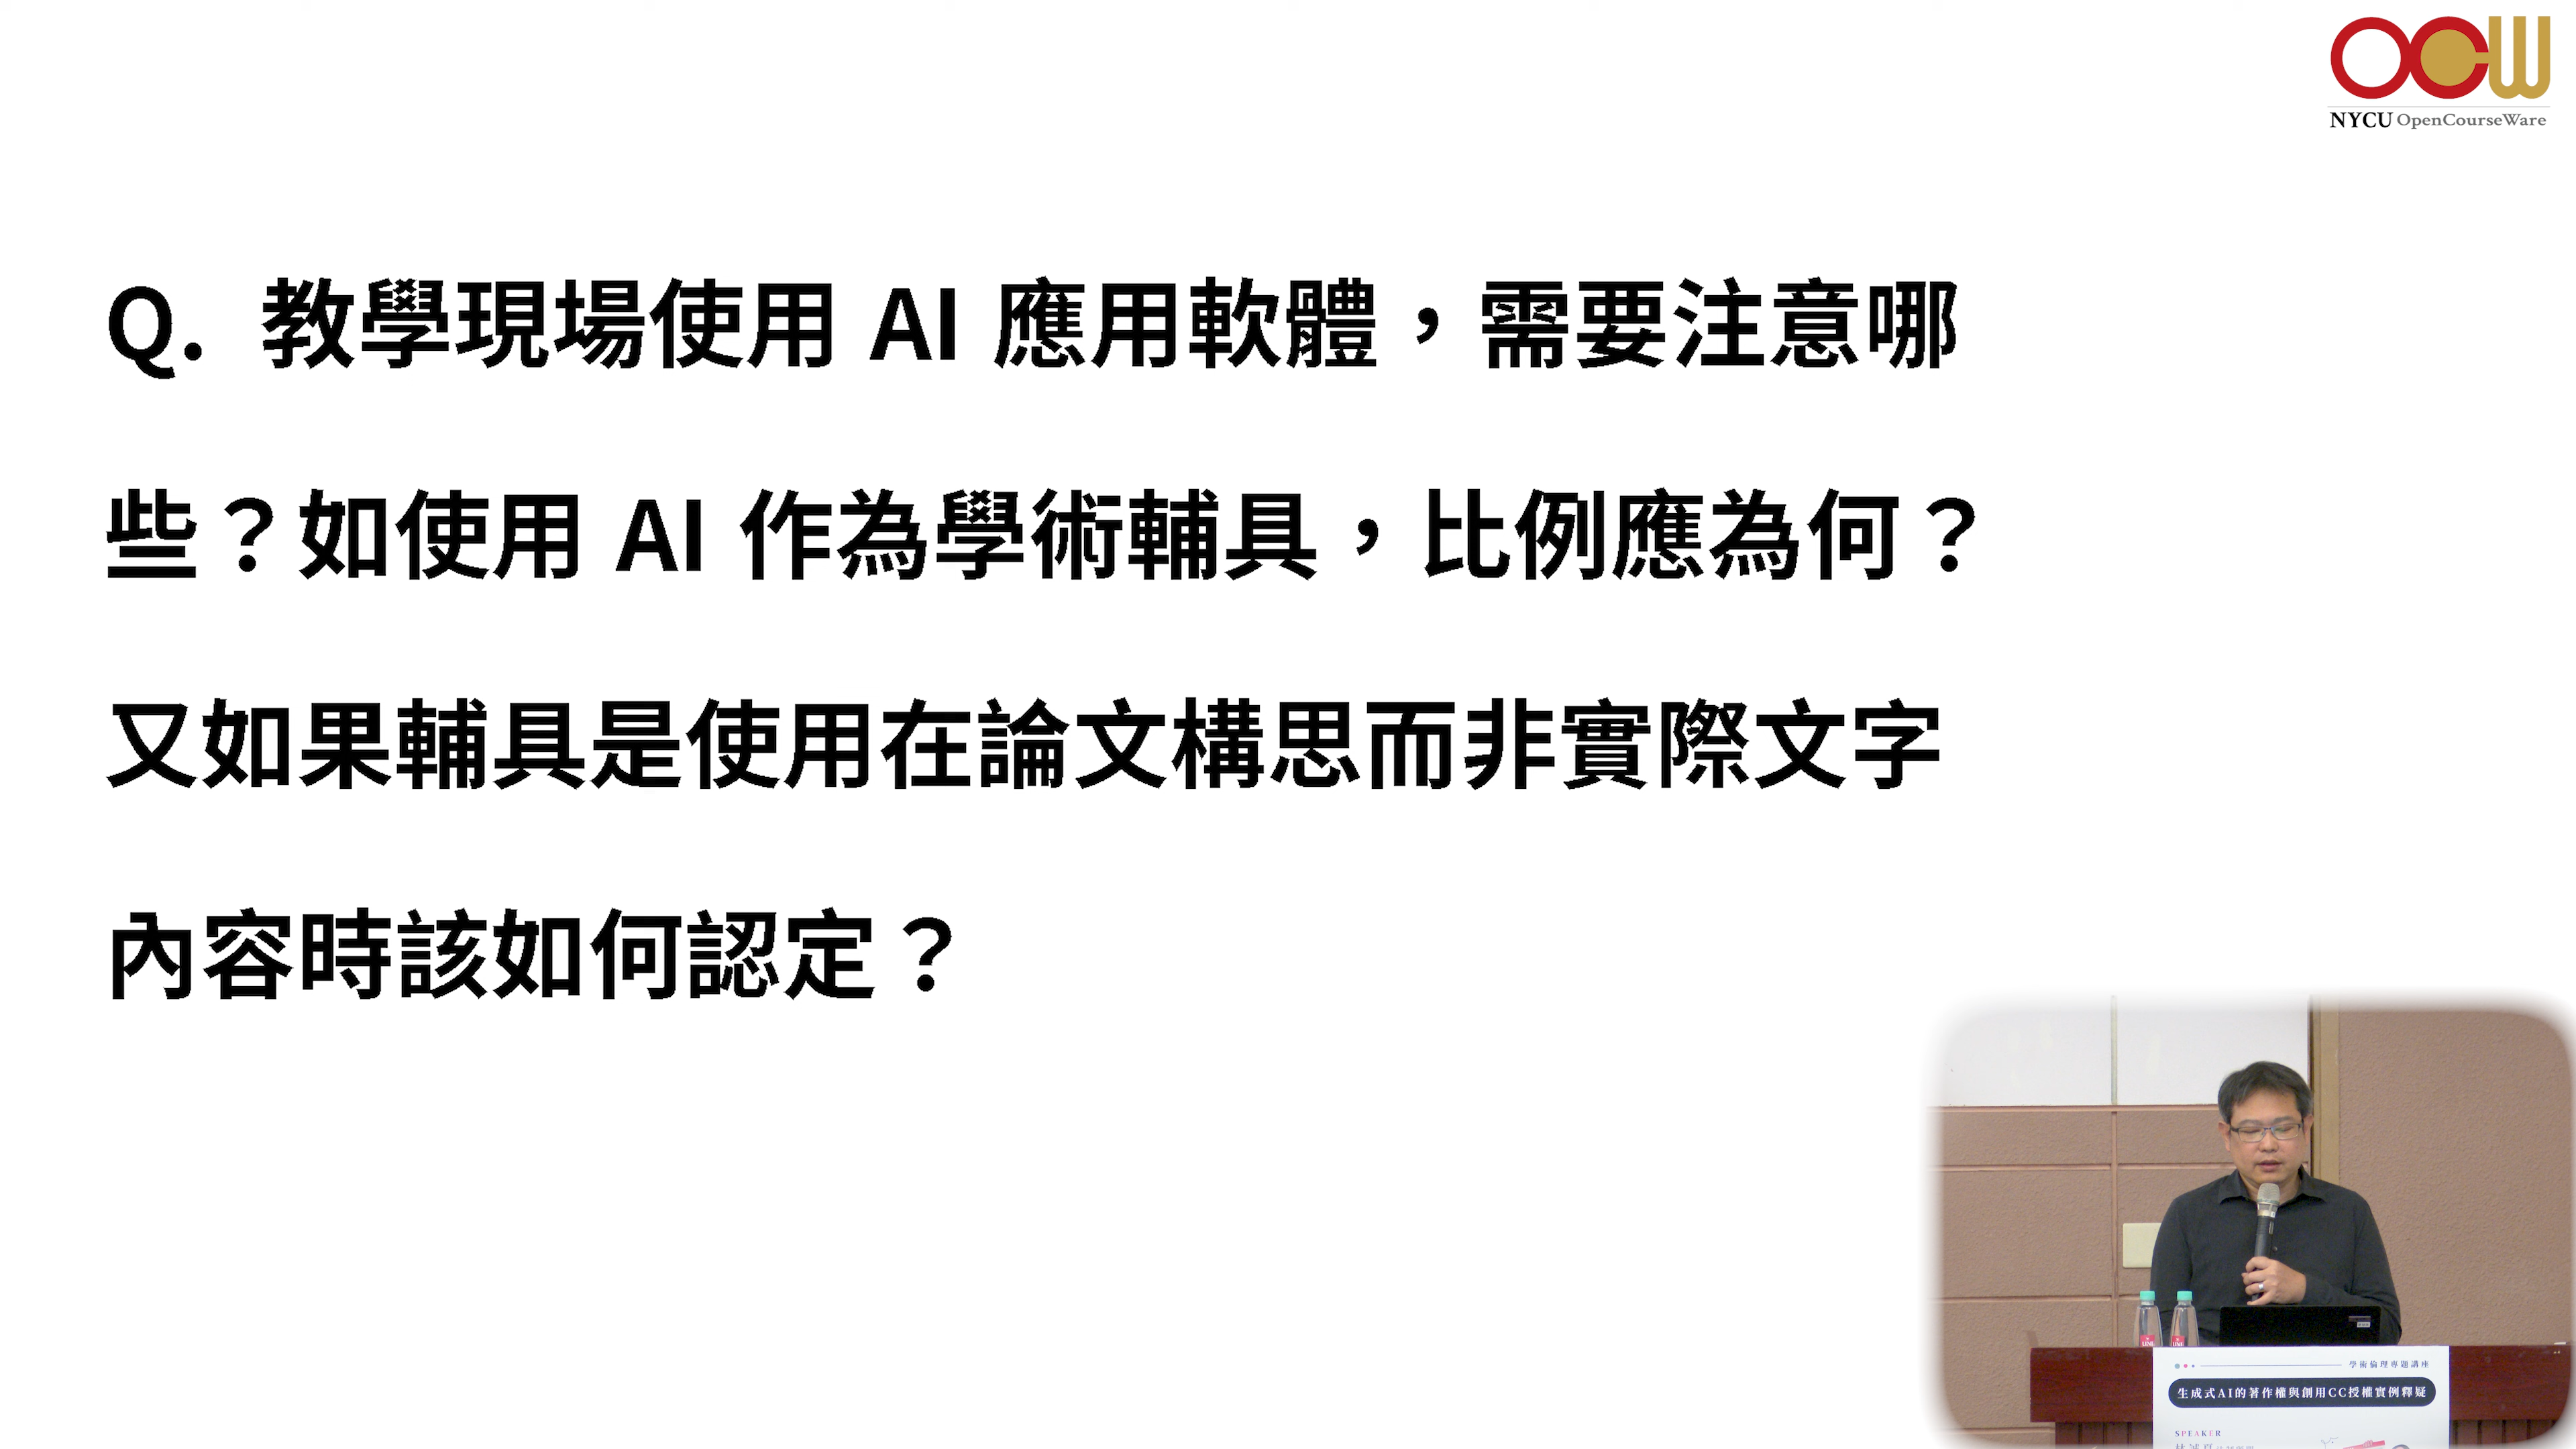 OCW
NYCU OpenCourseWare
Q. 教學現場使用 AI 應用軟體，需要注意哪
些？如使用 AI 作為學術輔具，比例應為何？
又如果輔具是使用在論文構思而非實際文字
內容時該如何認定？
學術倫理專題講座
生成式AI的著作權與創用CC授權實例釋疑
SPEAKER